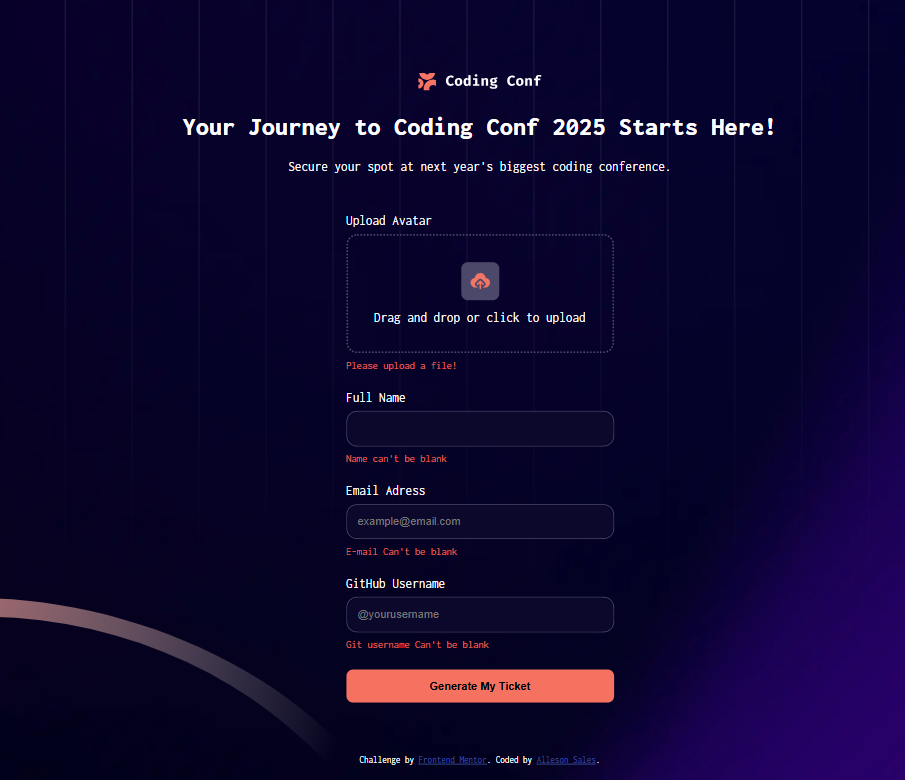 Coding Conf
Your Journey to Coding Conf 2025 Starts Here!
Secure your spot at next year's biggest coding conference.
Upload Avatar
Drag and drop or click to upload
Please upload a file!
Full Name
Name can't be blank
Email Adress
example@email.com
E-mail Can't be blank
GitHub Username
@yourusername
Git username Can't be blank
Generate My Ticket
Challenge by Frontend Mentor. Coded by Alleson Sales.